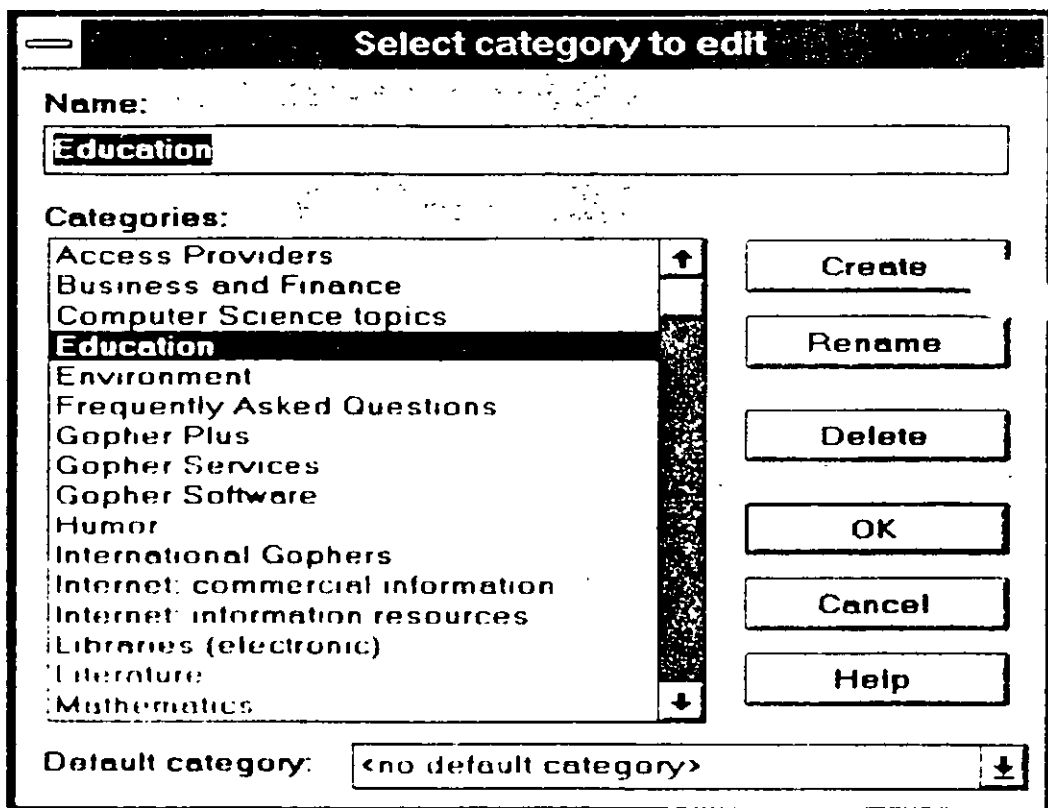 Select category to edit
Name:
Education
Categories:
Access Providers
Business and Finance
Computer Science topics
Education
Environment
Frequently Asked Questions
Gopher Plus
Gopher Services
Gopher Software
Humor
International Gophers
Internet: commercial information
Internet: information resources
Libraries (electronic)
Literature
Mathematics
Create
Rename
Delete
OK
Cancel
Help
Default category:
<no default category>